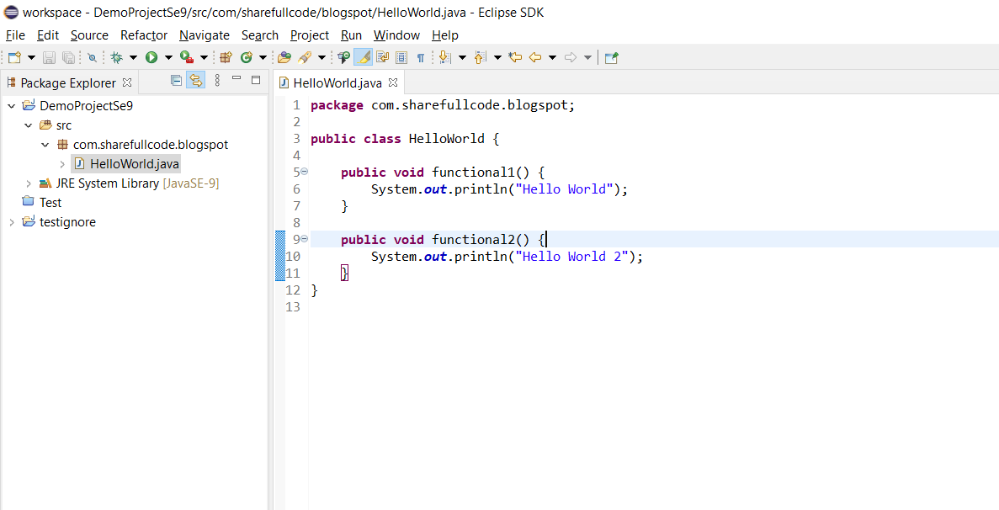 workspace - DemoProjectSe9/src/com/sharefullcode/blogspot/HelloWorld.java - Eclipse SDK
File Edit Source Refactor Navigate Search Project Run Window Help
Package Explorer
DemoProjectSe9
src
com.sharefullcode.blogspot
HelloWorld.java
JRE System Library [JavaSE-9]
Test
testignore
HelloWorld.java
1 package com.sharefullcode.blogspot;
2
3 public class HelloWorld {
4
5 public void functional1() {
6 System.out.println("Hello World");
7 }
8
9 public void functional2() {
10 System.out.println("Hello World 2");
11 }
12 }
13